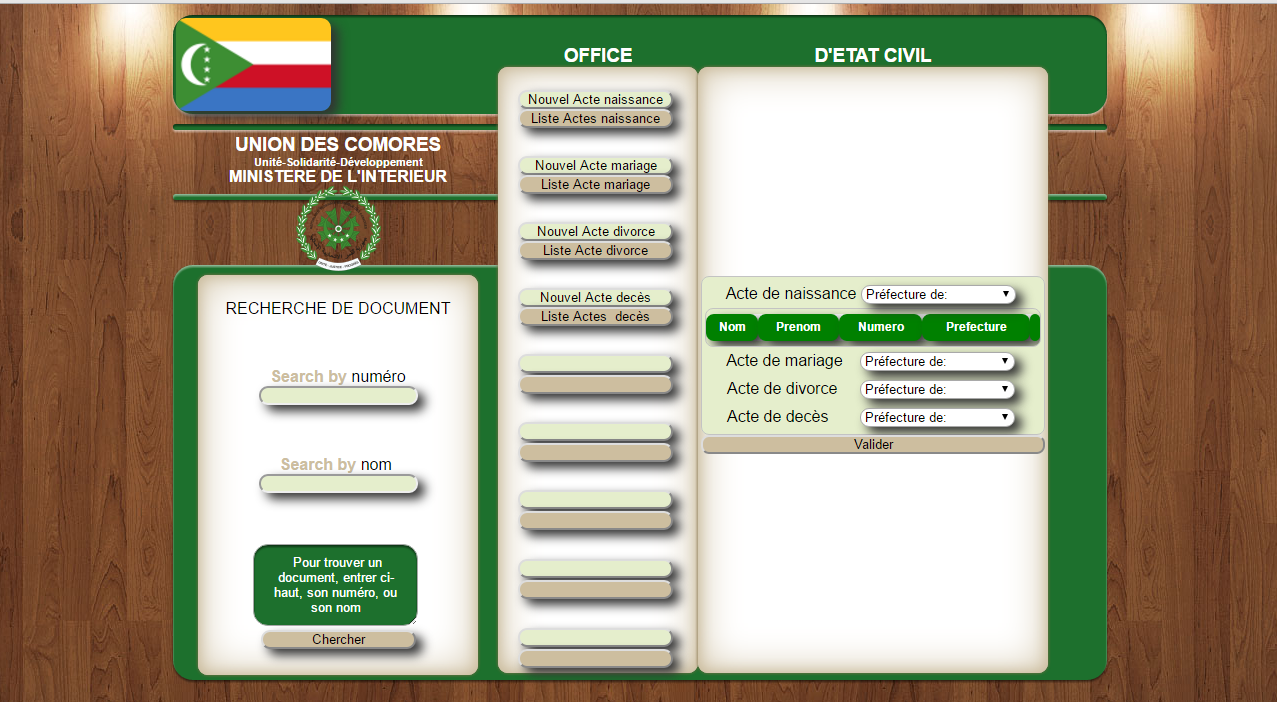 OFFICE
D'ETAT CIVIL
UNION DES COMORES
Unité-Solidarité-Développement
MINISTERE DE L'INTERIEUR
RECHERCHE DE DOCUMENT
Search by numéro
Search by nom
Pour trouver un
document, entrer ci-
haut, son numéro, ou
son nom
Chercher
Nouvel Acte naissance
Liste Actes naissance
Nouvel Acte mariage
Liste Acte mariage
Nouvel Acte divorce
Liste Acte divorce
Nouvel Acte decès
Liste Actes  decès
Acte de naissance Préfecture de:
Nom Prenom Numero Prefecture
Acte de mariage Préfecture de:
Acte de divorce Préfecture de:
Acte de decès Préfecture de:
Valider